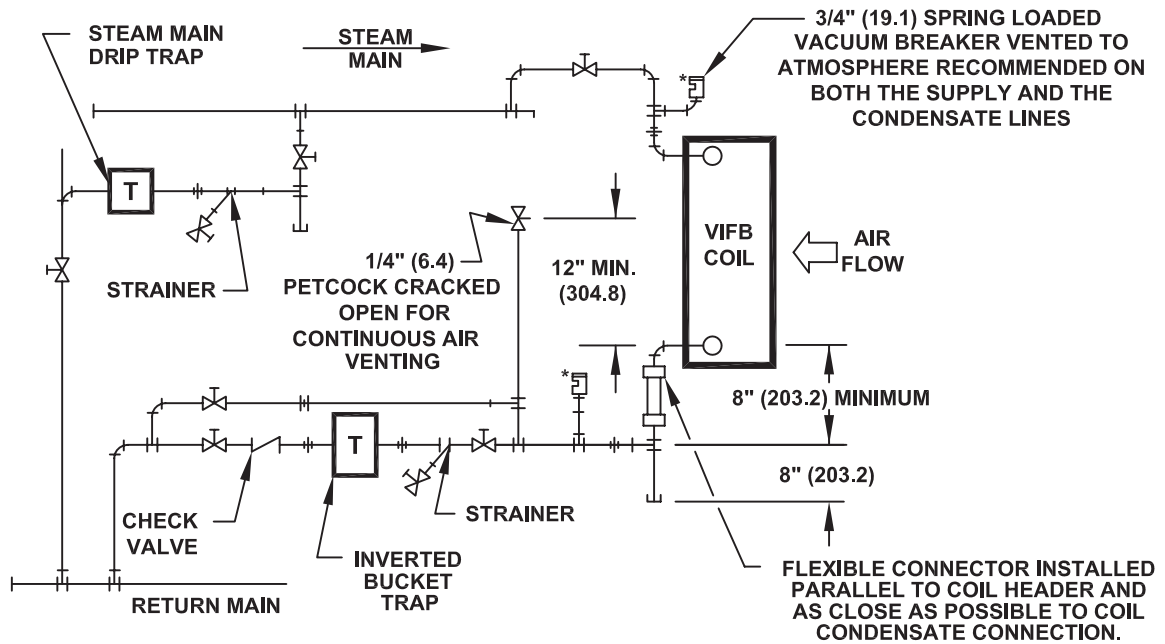 STEAM MAIN
DRIP TRAP
STEAM
MAIN
3/4" (19.1) SPRING LOADED
VACUUM BREAKER VENTED TO
ATMOSPHERE RECOMMENDED ON
BOTH THE SUPPLY AND THE
CONDENSATE LINES
*
T
STRAINER
1/4" (6.4)
PETCOCK CRACKED
OPEN FOR
CONTINUOUS AIR
VENTING
12" MIN.
(304.8)
VIFB
COIL
AIR
FLOW
*
8" (203.2) MINIMUM
T
8" (203.2)
CHECK
VALVE
STRAINER
INVERTED
BUCKET
TRAP
RETURN MAIN
FLEXIBLE CONNECTOR INSTALLED
PARALLEL TO COIL HEADER AND
AS CLOSE AS POSSIBLE TO COIL
CONDENSATE CONNECTION.